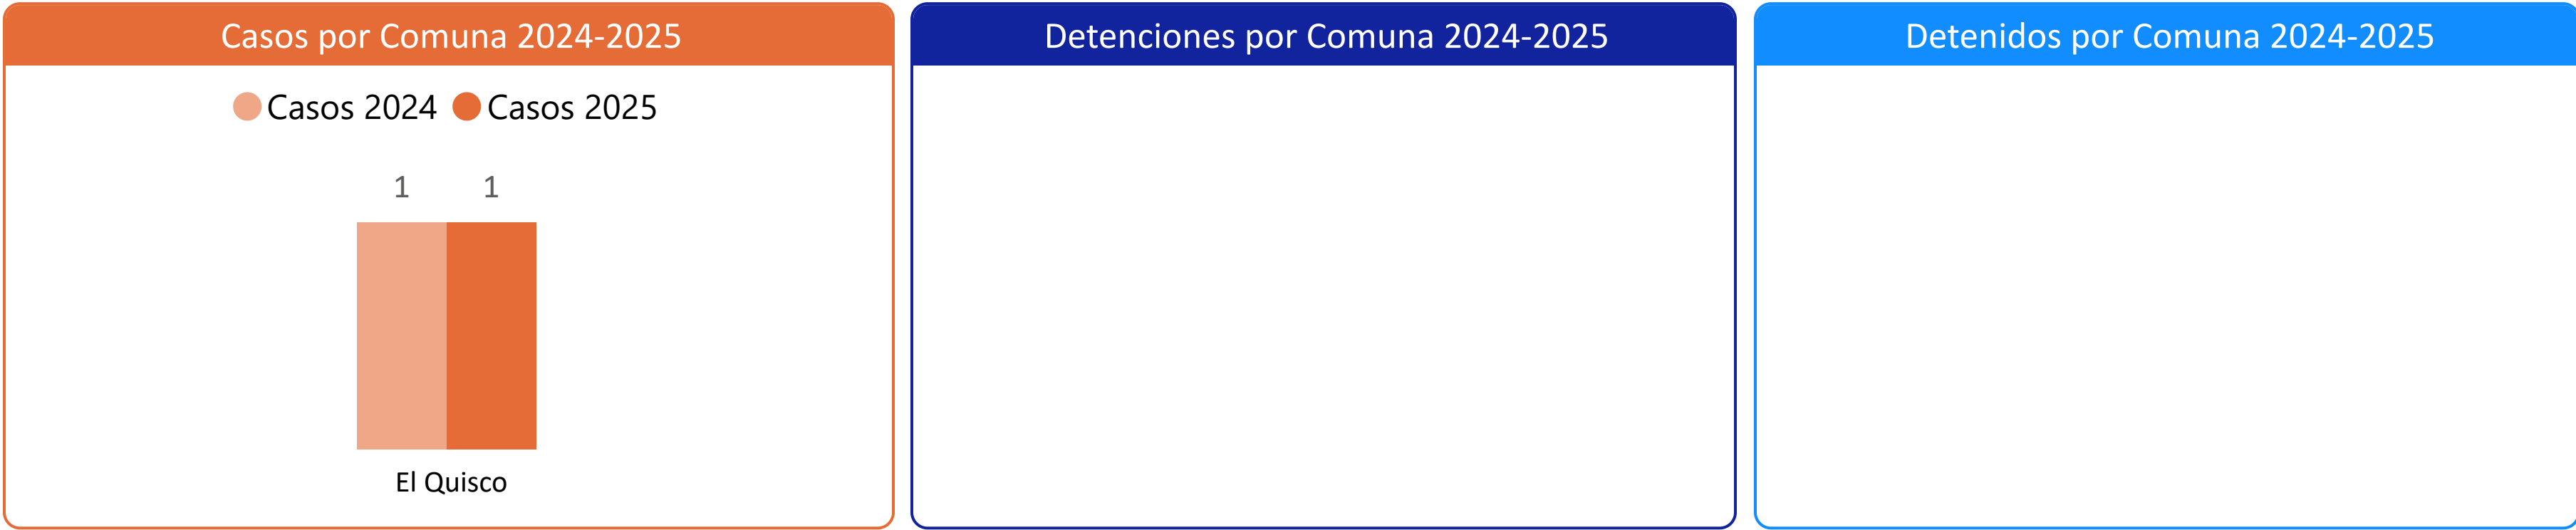 Casos por Comuna 2024-2025
Casos 2024 Casos 2025
1 1
El Quisco
Detenciones por Comuna 2024-2025
Detenidos por Comuna 2024-2025